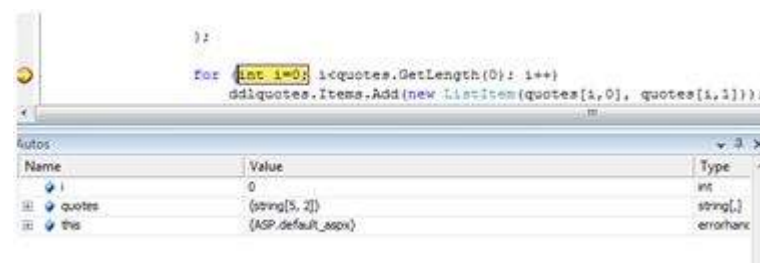 );
for (int i=0; i<quotes.GetLength(0); i++)
ddlquotes.Items.Add(new ListItem(quotes[i,0], quotes[i,1]));
Autos
Name Value Type
i 0 int
quotes {string[5, 2]} string[,]
this {ASP.default_aspx} errorhanc